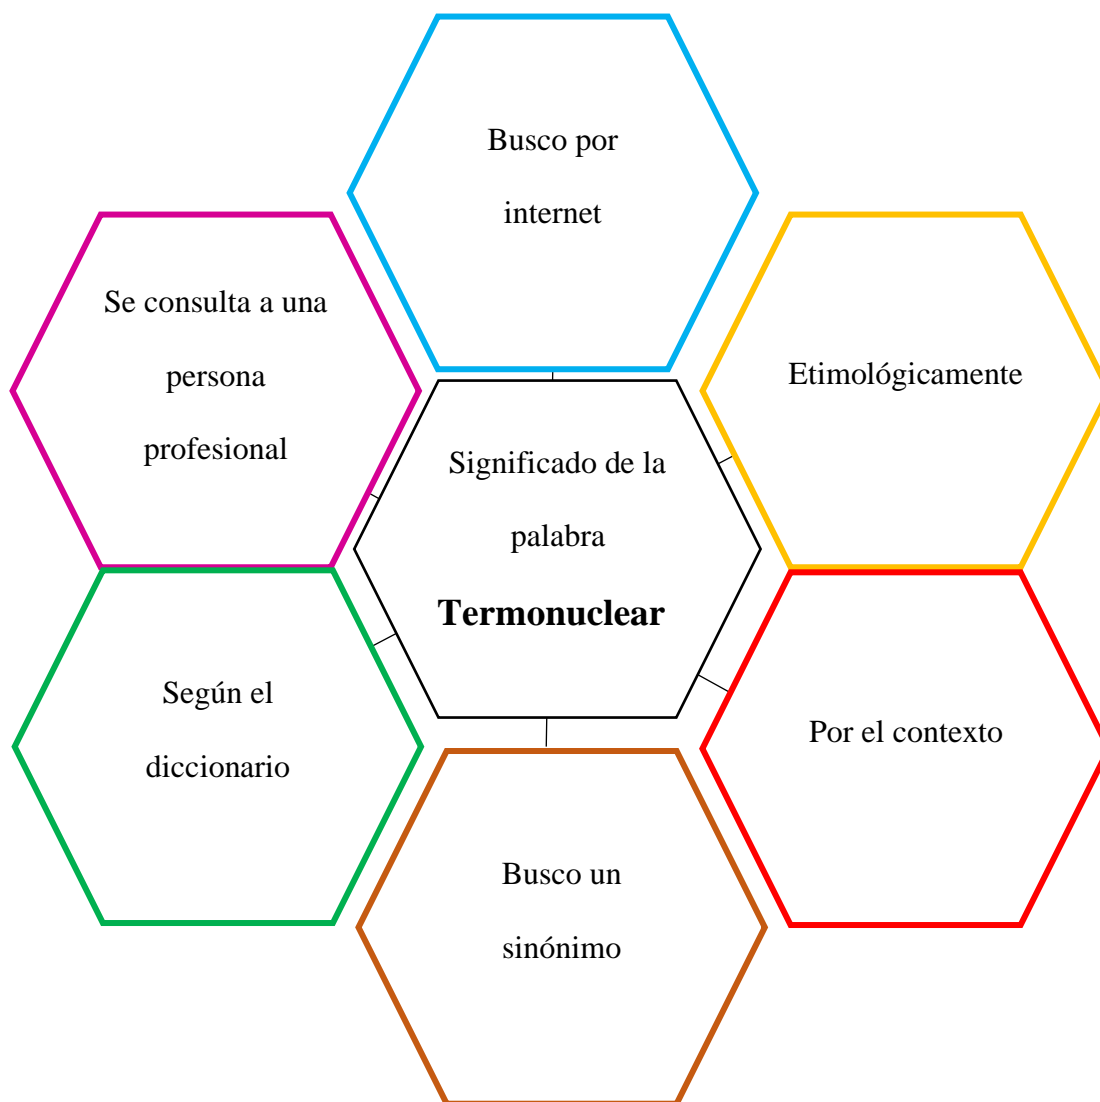 Busco por
internet
Se consulta a una
persona
profesional
Etimológicamente
Significado de la
palabra
Termonuclear
Según el
diccionario
Por el contexto
Busco un
sinónimo